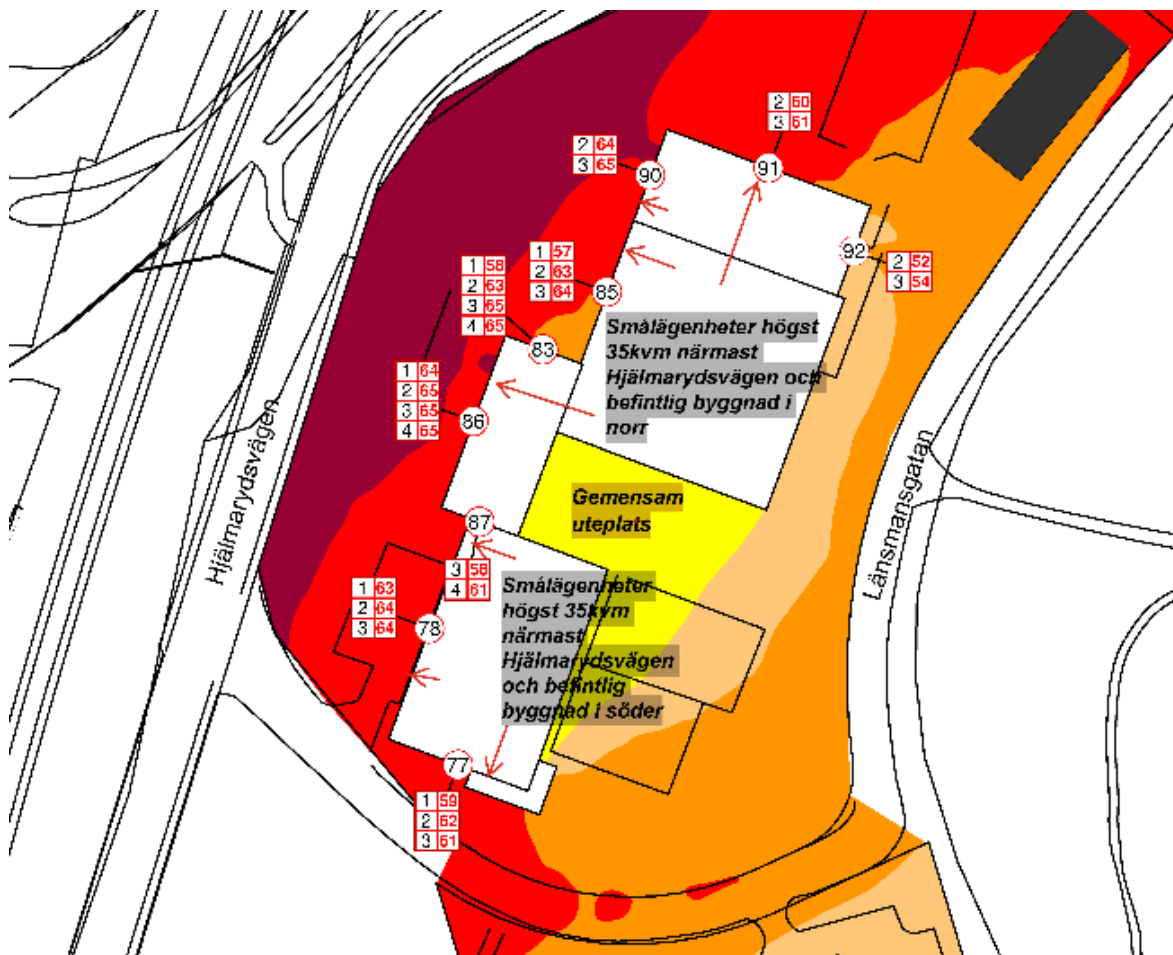 2 60
3 61
91
2 64
3 65
90
92
2 52
3 54
1 57
2 63
3 64
85
1 58
2 63
3 65
4 65
83
1 64
2 65
3 65
4 65
86
Smålägenheter högst
35kvm närmast
Hjälmarydsvägen och
befintlig byggnad i
norr
Hjälmarydsvägen
Länsmansgatan
Gemensam
uteplats
87
3 58
4 61
1 63
2 64
3 64
78
Smålägenheter
högst 35kvm
närmast
Hjälmarydsvägen
och befintlig
byggnad i söder
77
1 59
2 62
3 61